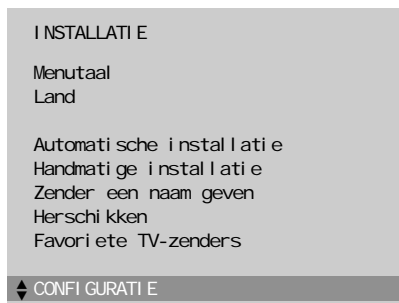 INSTALLATIE
Menutaal
Land
Automatische installatie
Handmatige installatie
Zender een naam geven
Herschikken
Favoriete TV-zenders
CONFIGURATIE